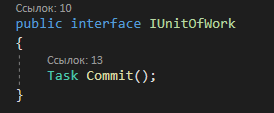 Ссылок: 10
public interface IUnitOfWork
{
Ссылок: 13
Task Commit();
}